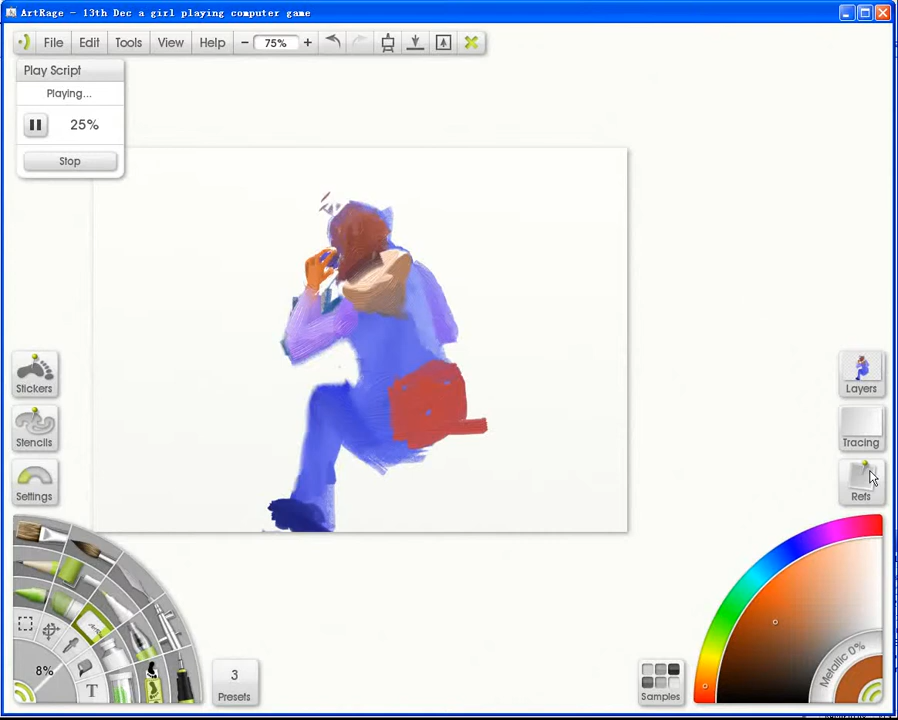 ArtRage - 13th Dec a girl playing computer game
File Edit Tools View Help - 75% +
Play Script
Playing...
25%
Stop
Stickers
Layers
Stencils
Tracing
Settings
Refs
8%
T
3
Presets
Samples
Metallic 0%